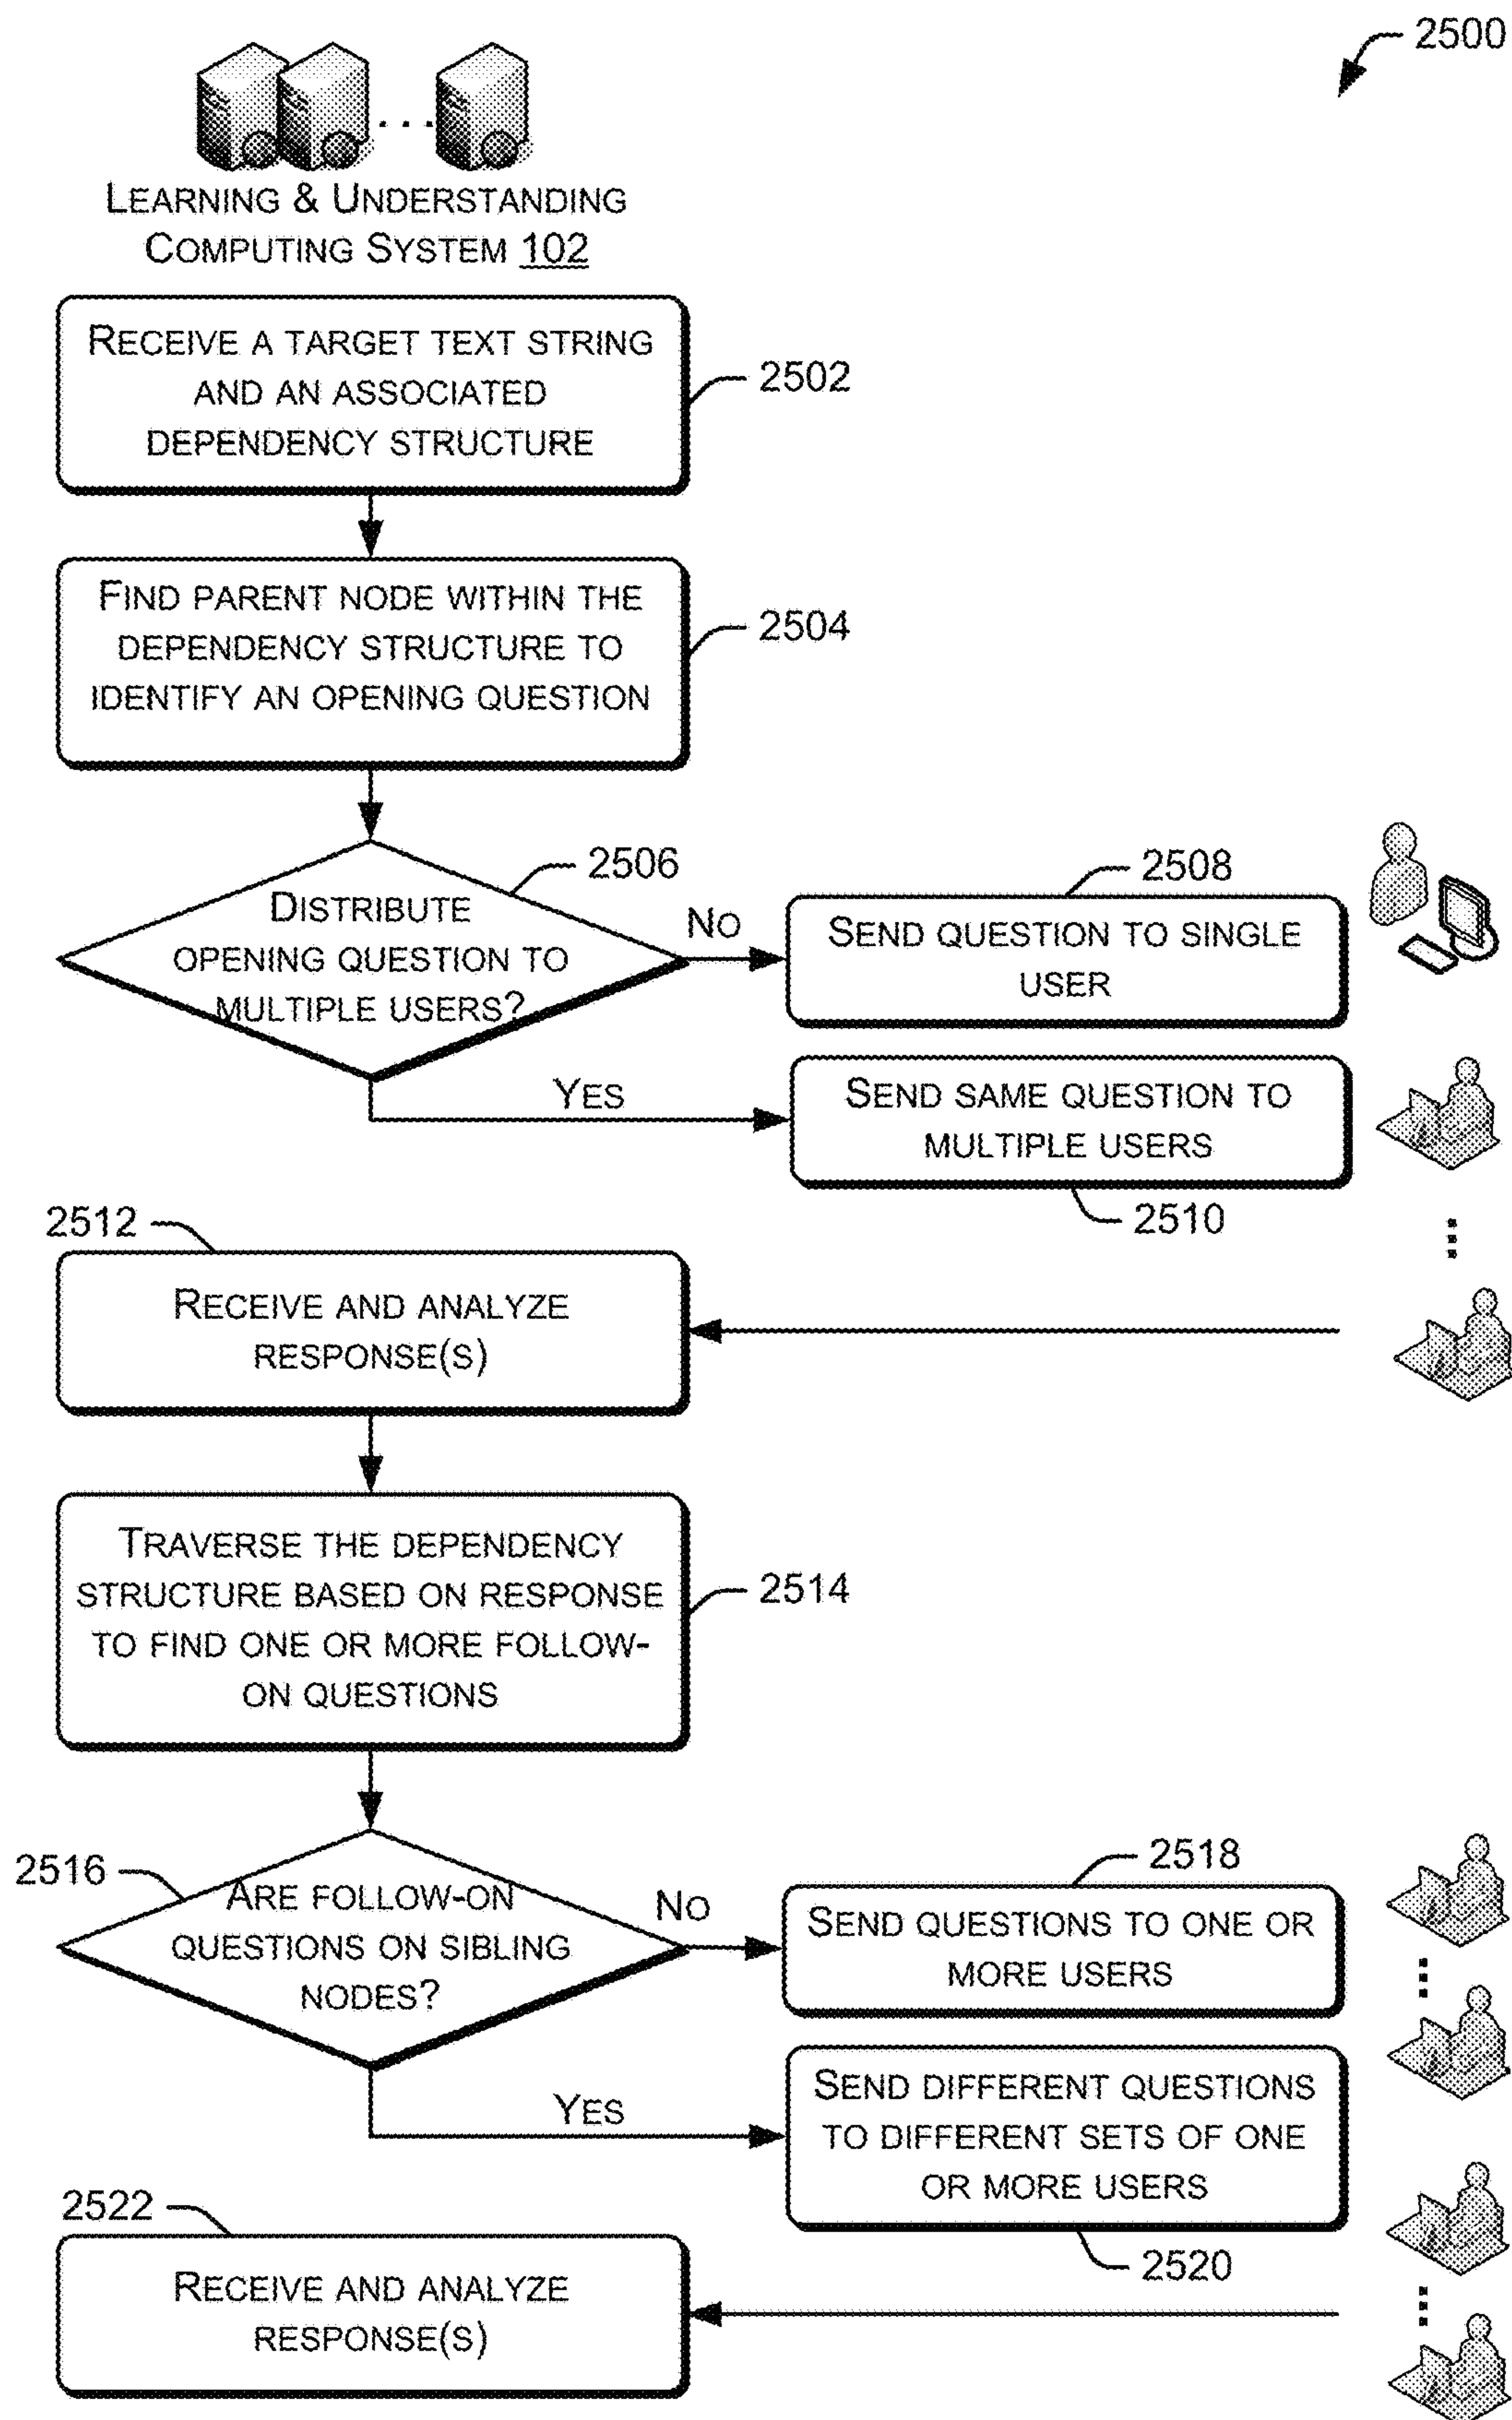 2500
LEARNING & UNDERSTANDING
COMPUTING SYSTEM 102
RECEIVE A TARGET TEXT STRING
AND AN ASSOCIATED
DEPENDENCY STRUCTURE
2502
FIND PARENT NODE WITHIN THE
DEPENDENCY STRUCTURE TO
IDENTIFY AN OPENING QUESTION
2504
2506
DISTRIBUTE
OPENING QUESTION TO
MULTIPLE USERS?
NO
2508
SEND QUESTION TO SINGLE
USER
YES
SEND SAME QUESTION TO
MULTIPLE USERS
2510
2512
RECEIVE AND ANALYZE
RESPONSE(S)
TRAVERSE THE DEPENDENCY
STRUCTURE BASED ON RESPONSE
TO FIND ONE OR MORE FOLLOW-
ON QUESTIONS
2514
2516
ARE FOLLOW-ON
QUESTIONS ON SIBLING
NODES?
NO
2518
SEND QUESTIONS TO ONE OR
MORE USERS
YES
SEND DIFFERENT QUESTIONS
TO DIFFERENT SETS OF ONE
OR MORE USERS
2520
2522
RECEIVE AND ANALYZE
RESPONSE(S)